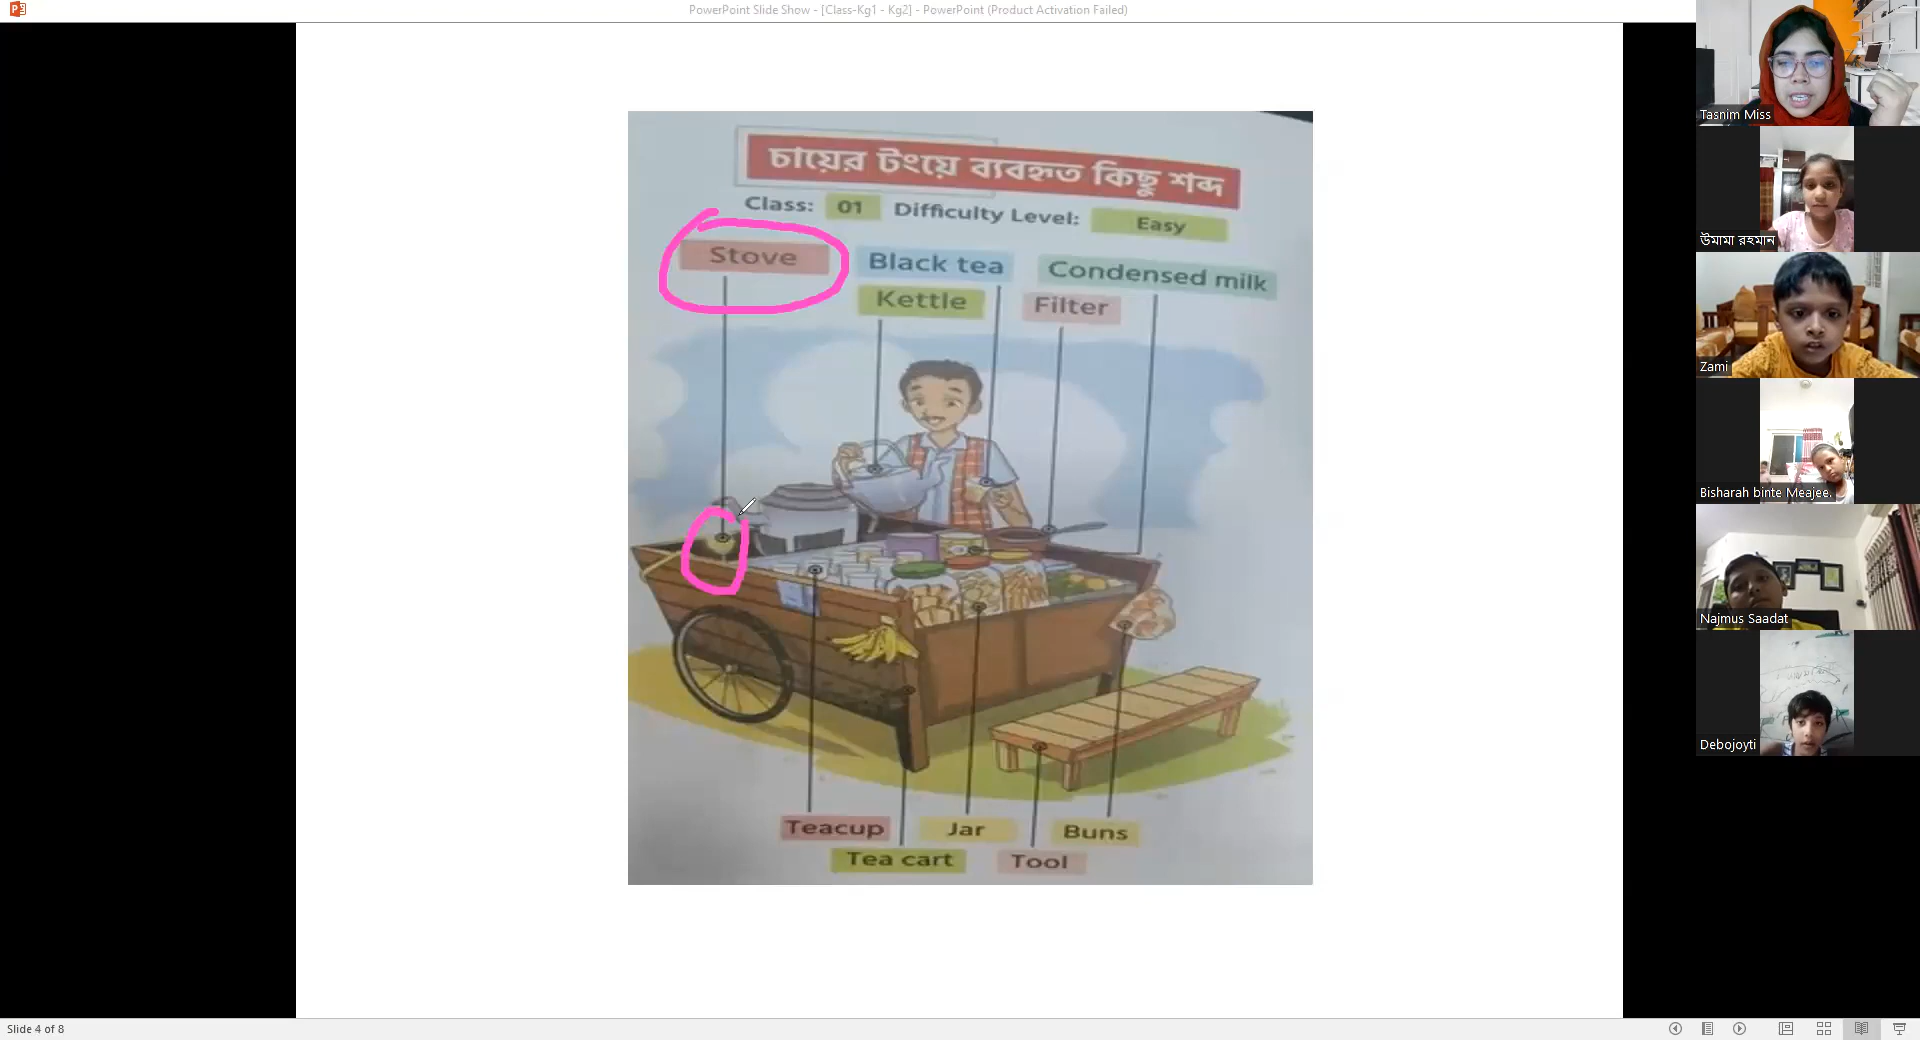 PowerPoint Slide Show - [Class-Kg1 - Kg2] - PowerPoint (Product Activation Failed)
চায়ের টংয়ে ব্যবহৃত কিছু শব্দ
Class: 01 Difficulty Level: Easy
Stove Black tea Condensed milk
Kettle Filter
Teacup Jar Buns
Tea cart Tool
Tasnim Miss
উমামা রহমান
Zami
Bisharah binte Meajee.
Najmus Saadat
Debojoyti
Slide 4 of 8